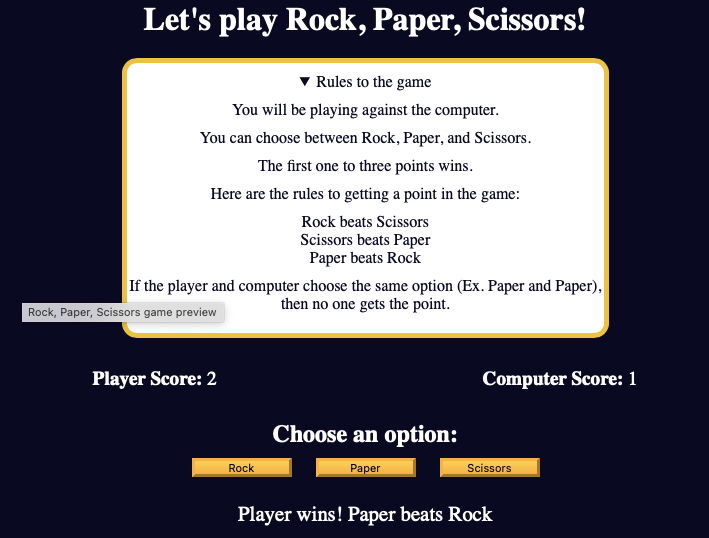 Let's play Rock, Paper, Scissors!
▼ Rules to the game
You will be playing against the computer.
You can choose between Rock, Paper, and Scissors.
The first one to three points wins.
Here are the rules to getting a point in the game:
Rock beats Scissors
Scissors beats Paper
Paper beats Rock
If the player and computer choose the same option (Ex. Paper and Paper),
then no one gets the point.
Rock, Paper, Scissors game preview
Player Score: 2
Computer Score: 1
Choose an option:
Rock
Paper
Scissors
Player wins! Paper beats Rock